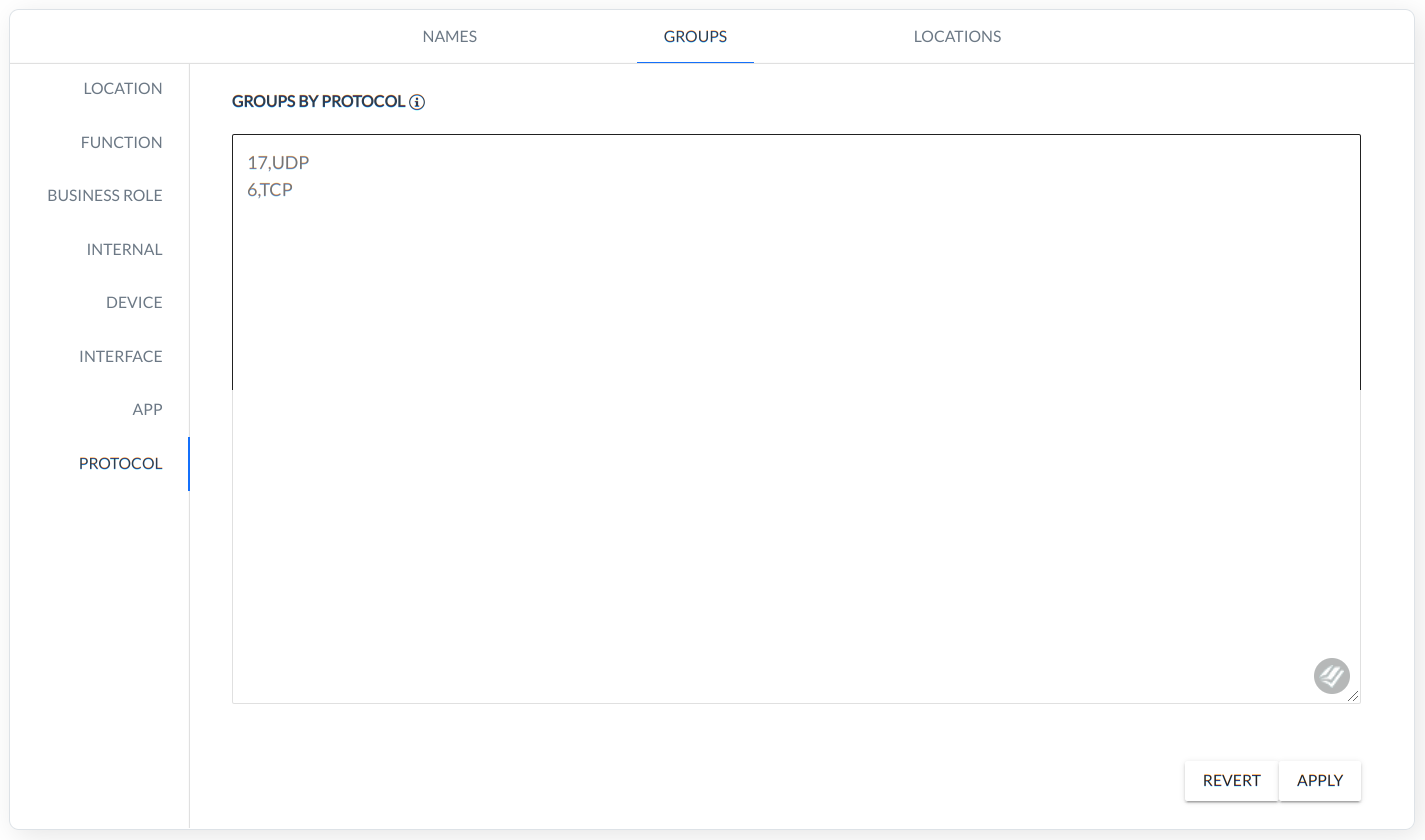 NAMES
GROUPS
LOCATIONS
LOCATION
FUNCTION
BUSINESS ROLE
INTERNAL
DEVICE
INTERFACE
APP
PROTOCOL
GROUPS BY PROTOCOL
17,UDP
6,TCP
REVERT
APPLY